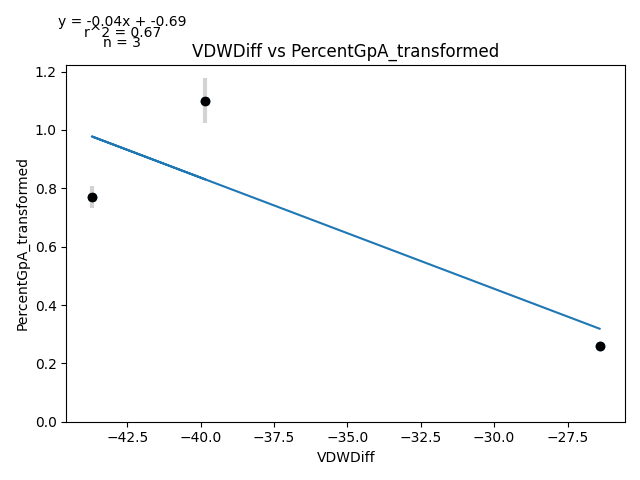 y = -0.04x + -0.69
r^2 = 0.67
n = 3
VDWDiff vs PercentGpA_transformed
PercentGpA_transformed
1.2
1.0
0.8
0.6
0.4
0.2
0.0
−42.5 −40.0 −37.5 −35.0 −32.5 −30.0 −27.5
VDWDiff